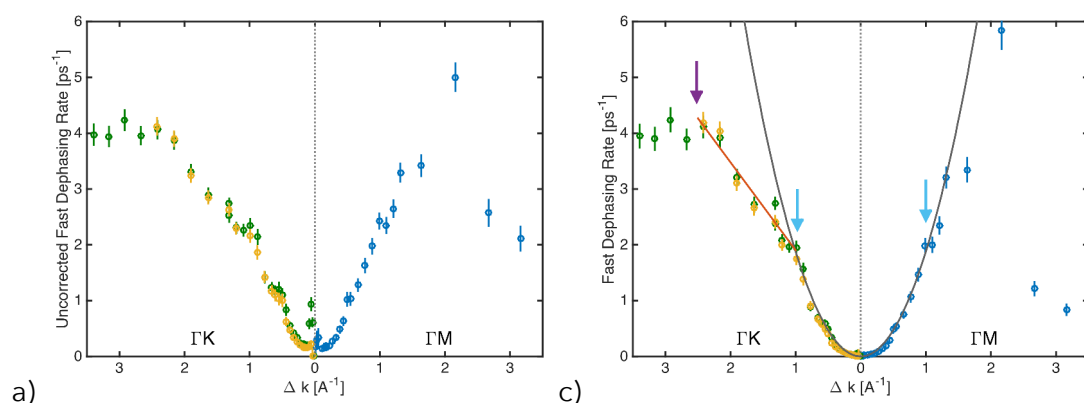 a)
Uncorrected Fast Dephasing Rate [ps⁻¹]
6
5
4
3
2
1
0
ΓK
ΓM
3 2 1 0 1 2 3
Δ k [A⁻¹]
c)
Fast Dephasing Rate [ps⁻¹]
6
5
4
3
2
1
0
ΓK
ΓM
3 2 1 0 1 2 3
Δ k [A⁻¹]